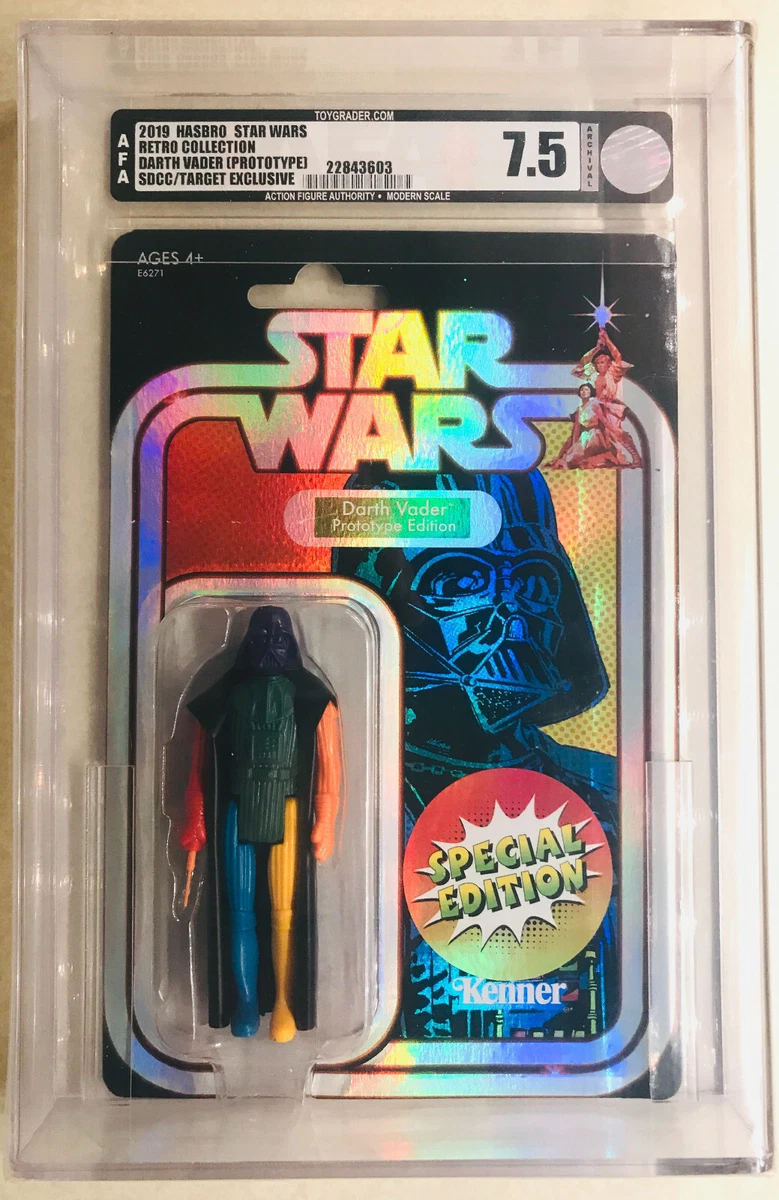 TOYGRADER.COM
AFA
2019 HASBRO STAR WARS
RETRO COLLECTION
DARTH VADER (PROTOTYPE)
SDCC/TARGET EXCLUSIVE
22843603
7.5
ARCHIVAL
ACTION FIGURE AUTHORITY • MODERN SCALE
AGES 4+
E6271
STAR
WARS
Darth Vader™
Prototype Edition
SPECIAL
EDITION
Kenner